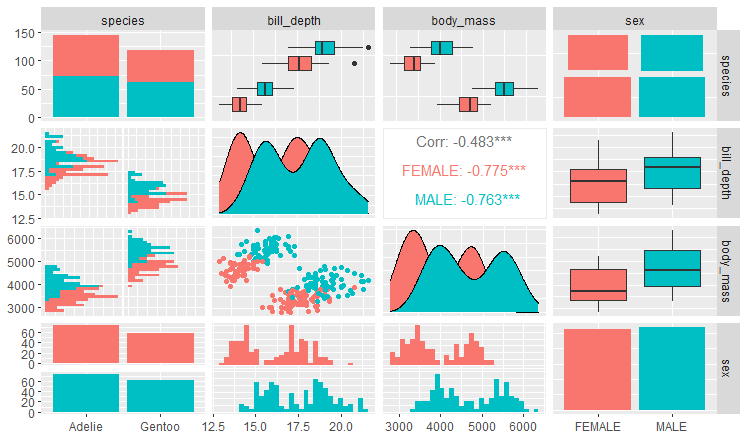 species bill_depth body_mass sex
150
100
50
0
species
20.0
17.5
15.0
12.5
Corr: -0.483***
FEMALE: -0.775***
MALE: -0.763***
bill_depth
6000
5000
4000
3000
body_mass
60
40
20
0
60
40
20
0
sex
Adelie Gentoo 12.5 15.0 17.5 20.0 3000 4000 5000 6000 FEMALE MALE